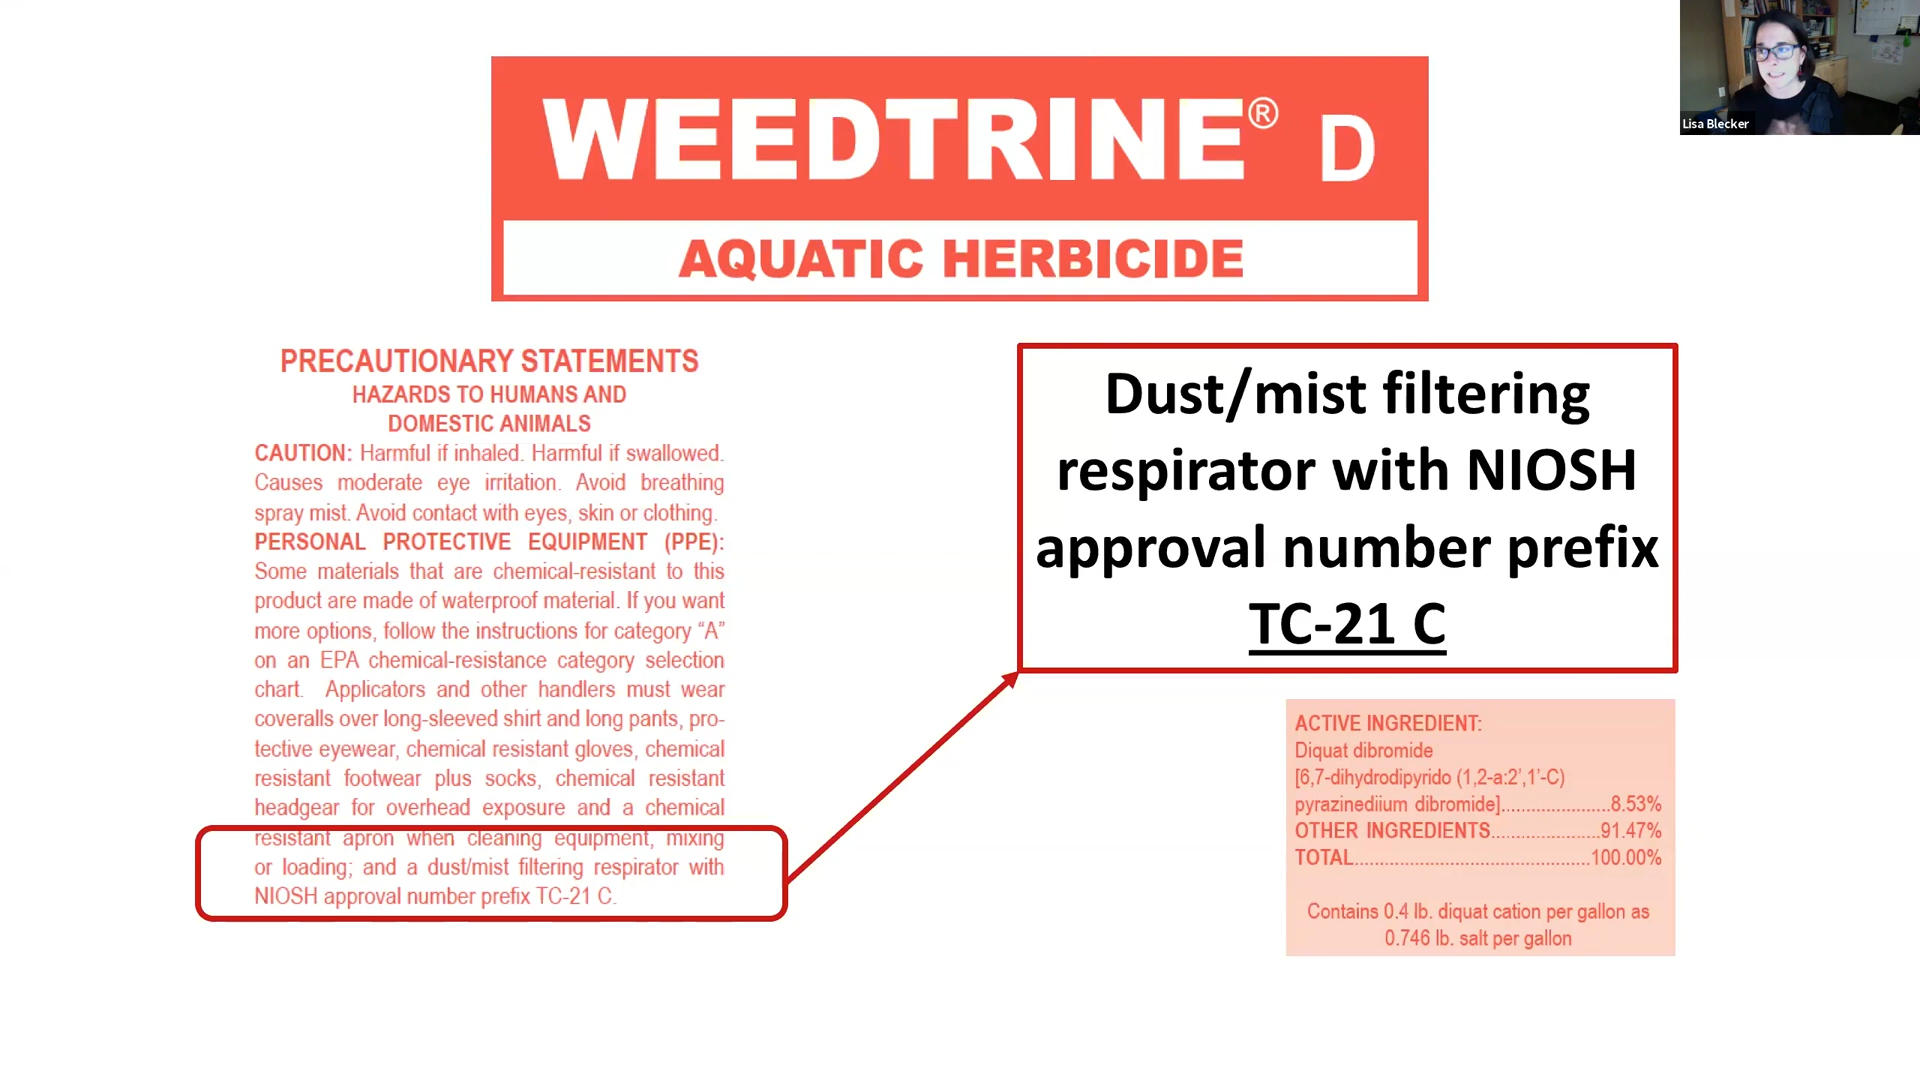 WEEDTRINE® D
AQUATIC HERBICIDE
PRECAUTIONARY STATEMENTS
HAZARDS TO HUMANS AND
DOMESTIC ANIMALS
CAUTION: Harmful if inhaled. Harmful if swallowed.
Causes moderate eye irritation. Avoid breathing
spray mist. Avoid contact with eyes, skin or clothing.
PERSONAL PROTECTIVE EQUIPMENT (PPE):
Some materials that are chemical-resistant to this
product are made of waterproof material. If you want
more options, follow the instructions for category “A”
on an EPA chemical-resistance category selection
chart. Applicators and other handlers must wear
coveralls over long-sleeved shirt and long pants, pro-
tective eyewear, chemical resistant gloves, chemical
resistant footwear plus socks, chemical resistant
headgear for overhead exposure and a chemical
resistant apron when cleaning equipment, mixing
or loading; and a dust/mist filtering respirator with
NIOSH approval number prefix TC-21 C.
Dust/mist filtering
respirator with NIOSH
approval number prefix
TC-21 C
ACTIVE INGREDIENT:
Diquat dibromide
[6,7-dihydrodipyrido (1,2-a:2’,1’-C)
pyrazinediium dibromide]....................8.53%
OTHER INGREDIENTS....................91.47%
TOTAL...........................................100.00%
Contains 0.4 lb. diquat cation per gallon as
0.746 lb. salt per gallon
Lisa Blecker